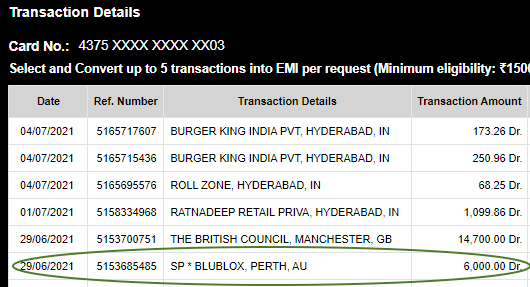 Transaction Details
Card No.: 4375 XXXX XXXX XX03
Select and Convert up to 5 transactions into EMI per request (Minimum eligibility: ₹150
Date Ref. Number Transaction Details Transaction Amount
04/07/2021 5165717607 BURGER KING INDIA PVT, HYDERABAD, IN 173.26 Dr.
04/07/2021 5165715436 BURGER KING INDIA PVT, HYDERABAD, IN 250.96 Dr.
04/07/2021 5165695576 ROLL ZONE, HYDERABAD, IN 68.25 Dr.
01/07/2021 5158334968 RATNADEEP RETAIL PRIVA, HYDERABAD, IN 1,099.86 Dr.
29/06/2021 5153700751 THE BRITISH COUNCIL, MANCHESTER, GB 14,700.00 Dr.
29/06/2021 5153685485 SP * BLUBLOX, PERTH, AU 6,000.00 Dr.